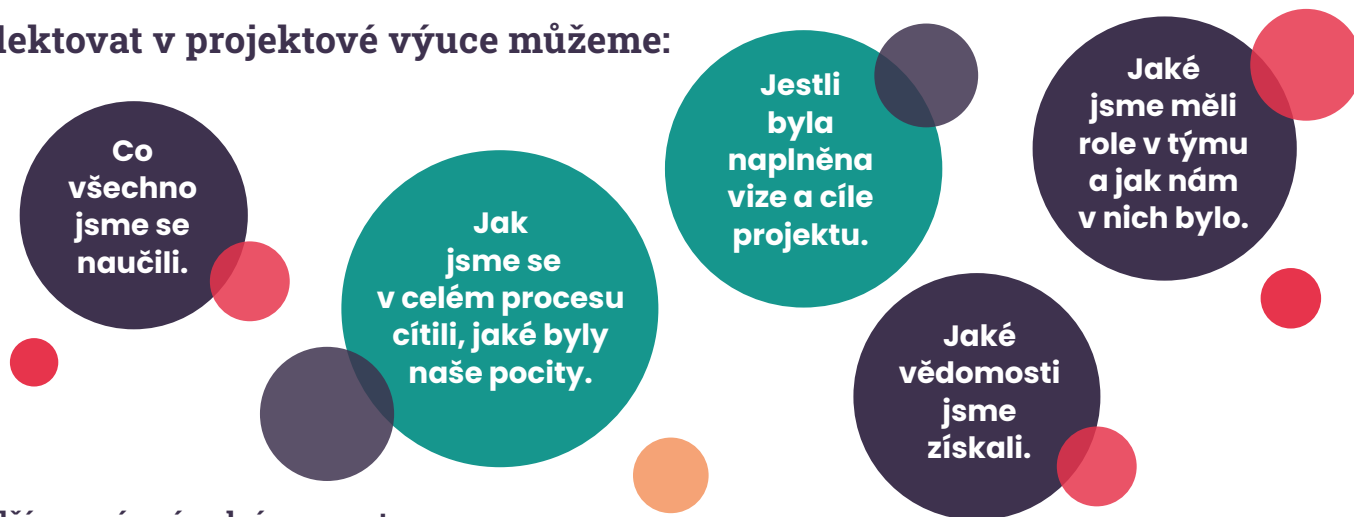 lektovat v projektové výuce můžeme:
Co
všechno
jsme se
naučili.
Jak
jsme se
v celém procesu
cítili, jaké byly
naše pocity.
Jestli
byla
naplněna
vize a cíle
projektu.
Jaké
jsme měli
role v týmu
a jak nám
v nich bylo.
Jaké
vědomosti
jsme
získali.